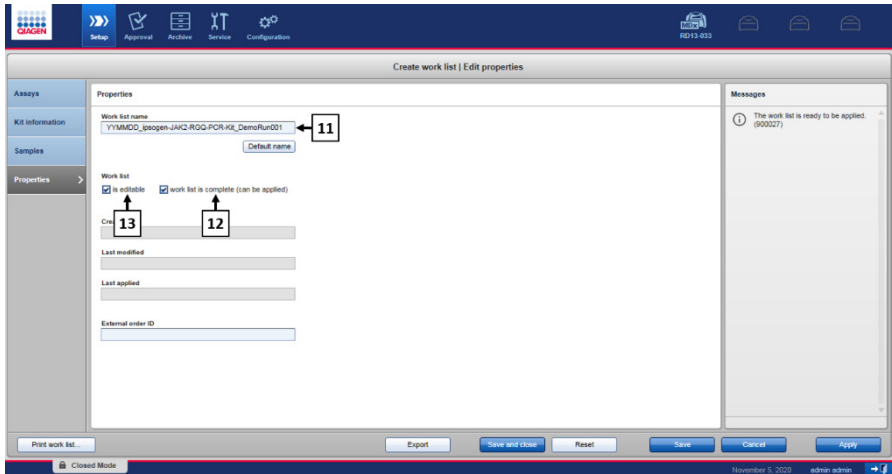 QIAGEN
Setup
Approval
Archive
Service
Configuration
MDx
RD13-033
Create work list | Edit properties
Assays
Kit information
Samples
Properties
Properties
Work list name
YYMMDD_ipsogen-JAK2-RGQ-PCR-Kit_DemoRun001
11
Default name
Work list
is editable
work list is complete (can be applied)
13
12
Last modified
Last applied
External order ID
Messages
The work list is ready to be applied.
(900027)
Print work list...
Export
Save and close
Reset
Save
Cancel
Apply
Closed Mode
November 5, 2020
admin admin